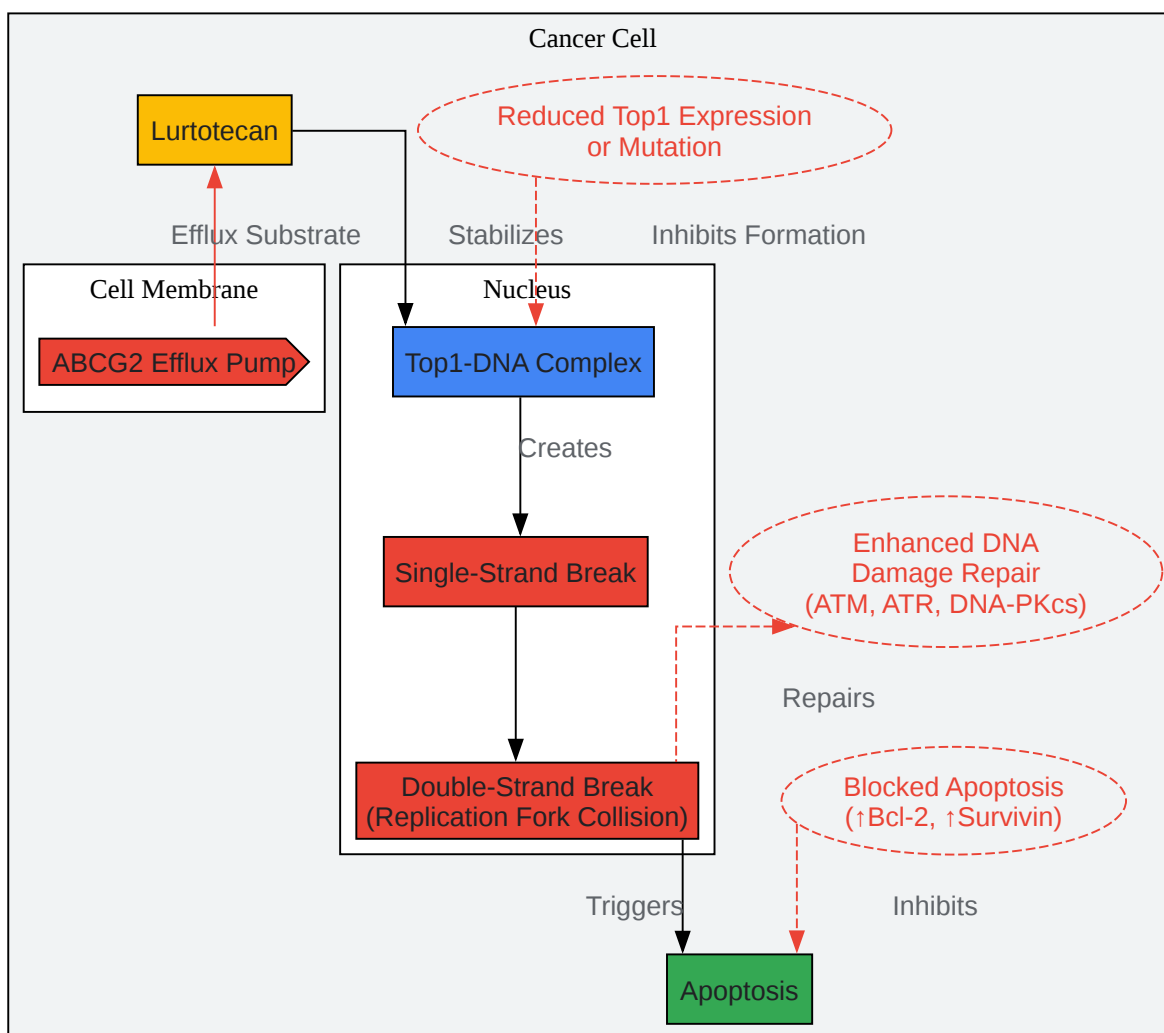 Cancer Cell
Lurtotecan
Reduced Top1 Expression
or Mutation
Efflux Substrate
Stabilizes
Inhibits Formation
Cell Membrane
Nucleus
ABCG2 Efflux Pump
Top1-DNA Complex
Creates
Single-Strand Break
Enhanced DNA
Damage Repair
(ATM, ATR, DNA-PKcs)
Repairs
Double-Strand Break
(Replication Fork Collision)
Blocked Apoptosis
(↑Bcl-2, ↑Survivin)
Triggers
Inhibits
Apoptosis